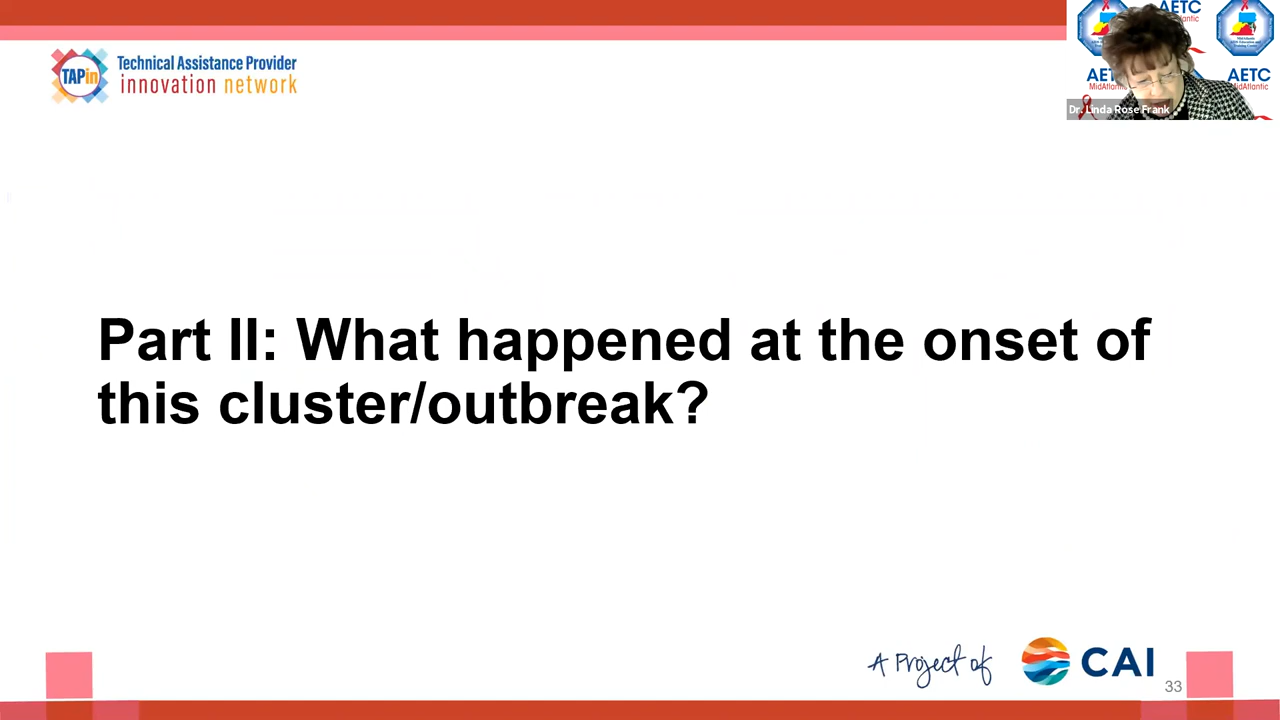 TAPin
Technical Assistance Provider
innovation network
AETC
MidAtlantic
AETC
MidAtlantic
Dr. Linda Rose Frank
Part II: What happened at the onset of
this cluster/outbreak?
A Project of
CAI
33